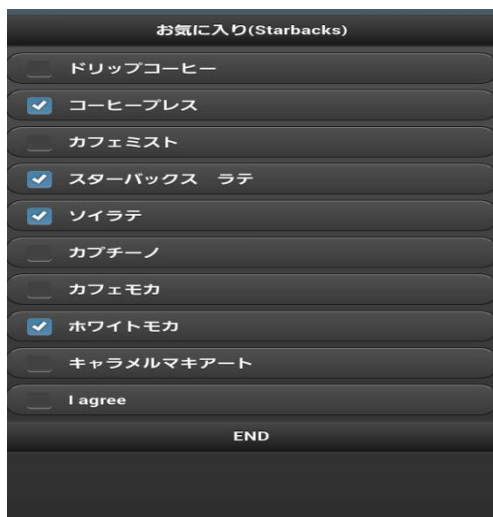 お気に入り(Starbacks)
ドリップコーヒー
コーヒープレス
カフェミスト
スターバックス　ラテ
ソイラテ
カプチーノ
カフェモカ
ホワイトモカ
キャラメルマキアート
I agree
END